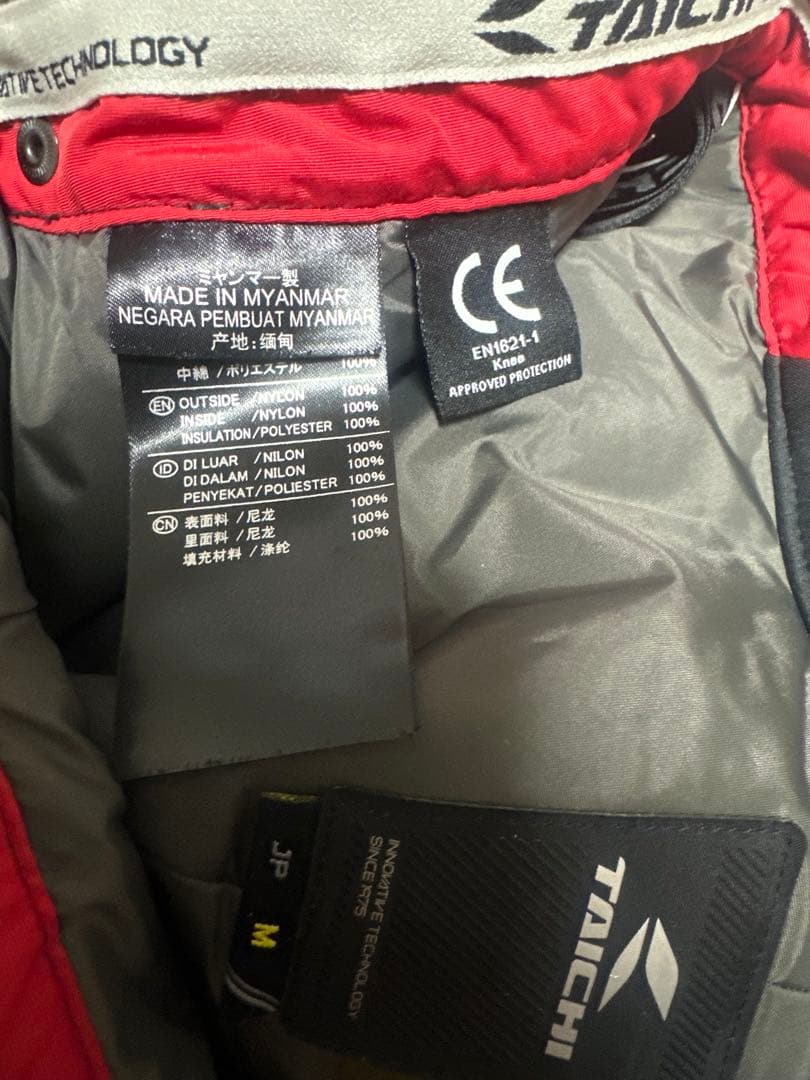 TECHNOLOGY
TAICHI
ミャンマー製
MADE IN MYANMAR
NEGARA PEMBUAT MYANMAR
产地:缅甸
中綿 / ポリエステル 100%
EN OUTSIDE /NYLON 100%
INSIDE /NYLON 100%
INSULATION/POLYESTER 100%
ID DI LUAR /NILON 100%
DI DALAM /NILON 100%
PENYEKAT/POLIESTER 100%
CN 表面料 /尼龙 100%
里面料 /尼龙 100%
填充材料 /涤纶 100%
CE
EN1621-1
Knee
APPROVED PROTECTION
JP M
INNOVATIVE TECHNOLOGY
SINCE 1975
TAICHI